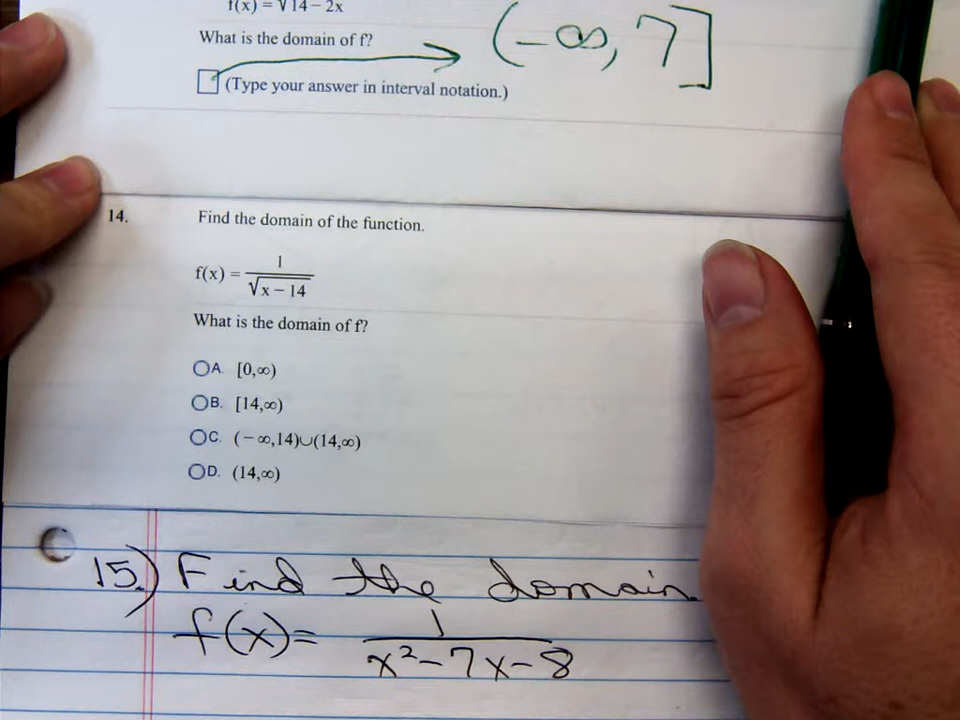 f(x) = √14 − 2x
What is the domain of f?
(−∞, 7]
(Type your answer in interval notation.)
14. Find the domain of the function.
f(x) = 1/√x − 14
What is the domain of f?
A. [0,∞)
B. [14,∞)
C. (−∞,14)∪(14,∞)
D. (14,∞)
15.) Find the domain.
f(x) = 1/x²−7x−8